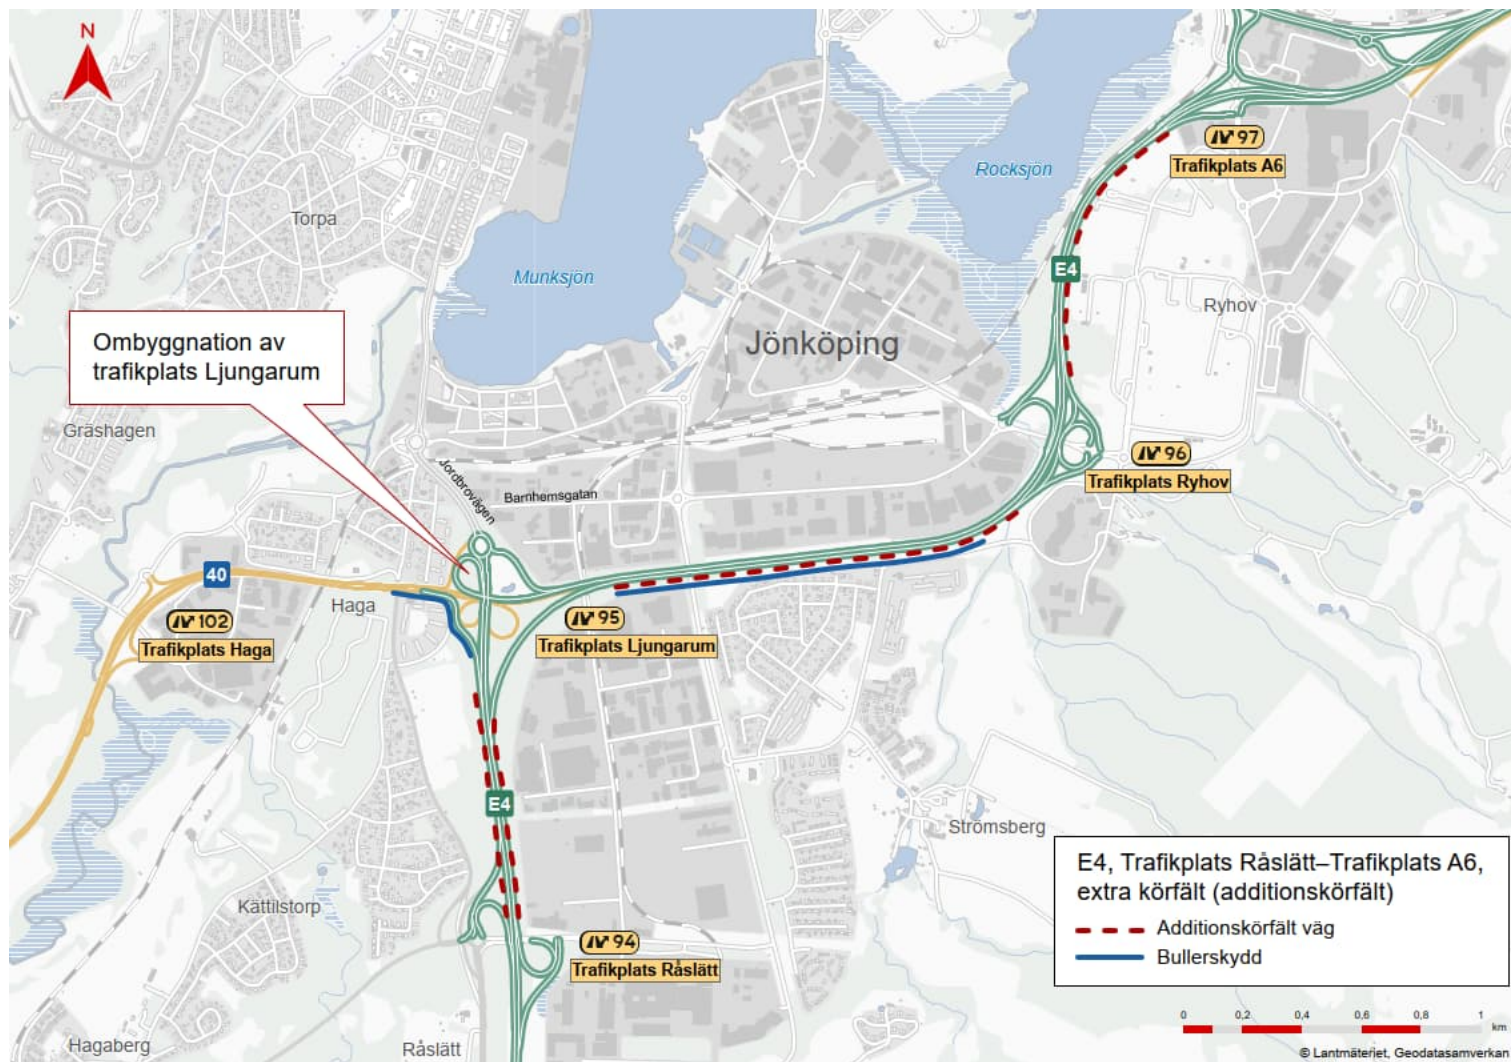 N
97
Trafikplats A6
Rocksjön
Torpa
E4
Munksjön
Ryhov
Ombyggnation av
trafikplats Ljungarum
Jönköping
Gräshagen
96
Trafikplats Ryhov
Jordbrovägen
Barnhemsgatan
40
Haga
102
Trafikplats Haga
95
Trafikplats Ljungarum
E4
Strömsberg
E4, Trafikplats Råslätt–Trafikplats A6,
extra körfält (additionskörfält)
Additionskörfält väg
Bullerskydd
Kättilstorp
94
Trafikplats Råslätt
0 0,2 0,4 0,6 0,8 1
km
Hagaberg
Råslätt
© Lantmäteriet, Geodatasamverkan